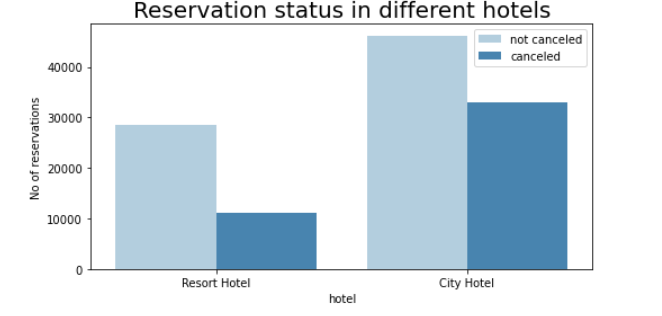 Reservation status in different hotels
not canceled
canceled
No of reservations
40000
30000
20000
10000
0
Resort Hotel
City Hotel
hotel